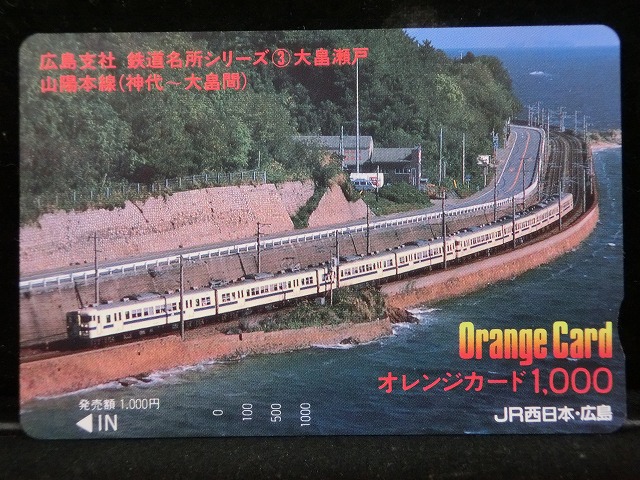 広島支社 鉄道名所シリーズ③大畠瀬戸
山陽本線(神代～大畠間)
Orange Card
オレンジカード1,000
発売額 1.000円
◀IN
0 100 500 1000
JR西日本・広島